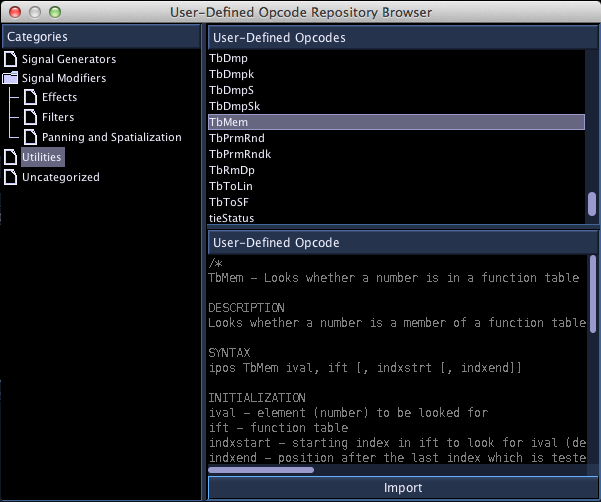 User-Defined Opcode Repository Browser
Categories
Signal Generators
Signal Modifiers
Effects
Filters
Panning and Spatialization
Utilities
Uncategorized
User-Defined Opcodes
TbDmp
TbDmpk
TbDmpS
TbDmpSk
TbMem
TbPrmRnd
TbPrmRndk
TbRmDp
TbToLin
TbToSF
tieStatus
User-Defined Opcode
/*
TbMem - Looks whether a number is in a function table
DESCRIPTION
Looks whether a number is a member of a function table
SYNTAX
ipos TbMem ival, ift [, indxstrt [, indxend]]
INITIALIZATION
ival - element (number) to be looked for
ift - function table
indxstart - starting index in ift to look for ival (de
indxend - position after the last index which is teste
Import